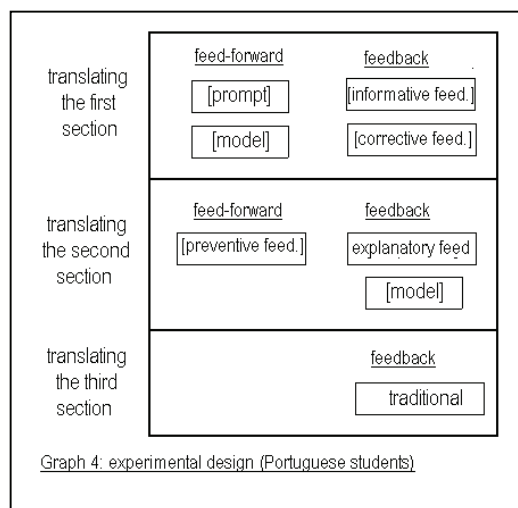 translating
the first
section
feed-forward
[prompt]
[model]
feedback
[informative feed.]
[corrective feed.]
translating
the second
section
feed-forward
[preventive feed.]
feedback
explanatory feed
[model]
translating
the third
section
feedback
traditional
Graph 4: experimental design (Portuguese students)